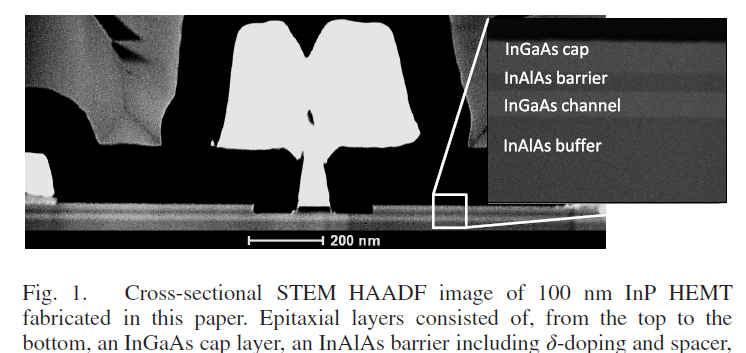 InGaAs cap
InAlAs barrier
InGaAs channel
InAlAs buffer
200 nm
Fig. 1. Cross-sectional STEM HAADF image of 100 nm InP HEMT
fabricated in this paper. Epitaxial layers consisted of, from the top to the
bottom, an InGaAs cap layer, an InAlAs barrier including δ-doping and spacer,